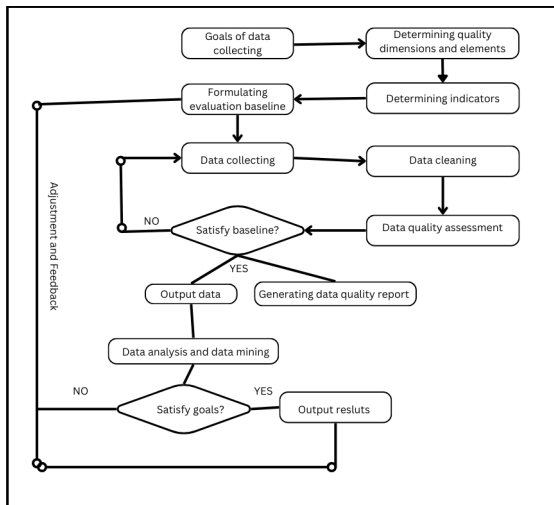 Goals of data
collecting
Determining quality
dimensions and elements
Formulating
evaluation baseline
Determining indicators
Data collecting
Data cleaning
Adjustment and Feedback
NO
Satisfy baseline?
Data quality assessment
YES
Output data
Generating data quality report
Data analysis and data mining
NO
Satisfy goals?
YES
Output resluts